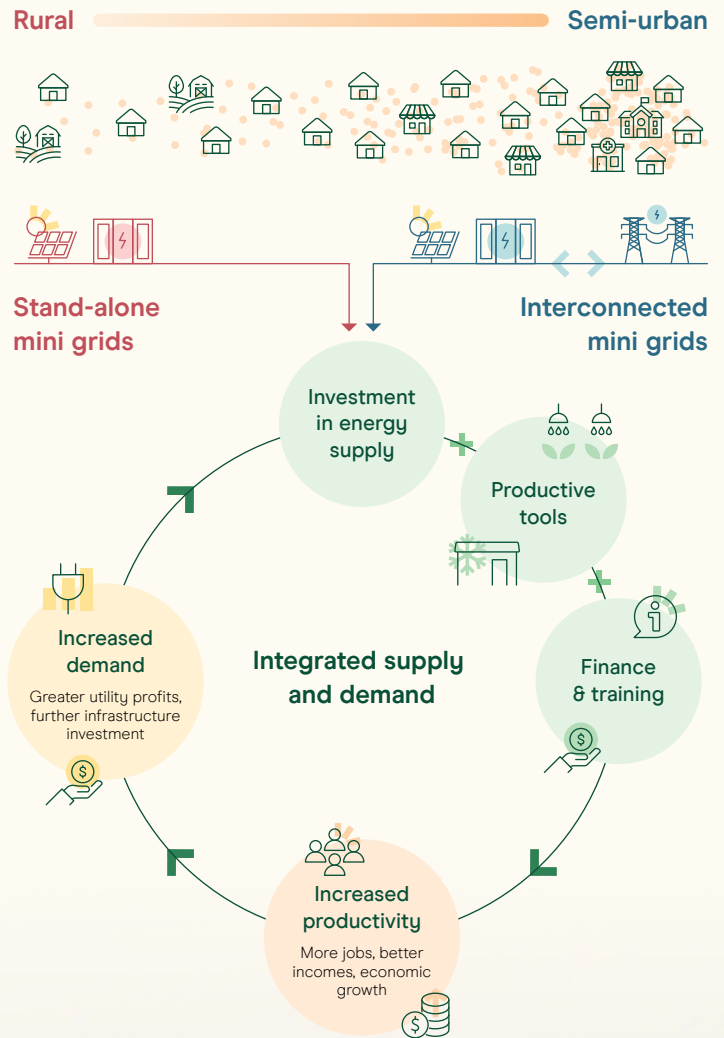 Rural
Semi-urban
Stand-alone
mini grids
Interconnected
mini grids
Investment
in energy
supply
Productive
tools
Finance
& training
Integrated supply
and demand
Increased
demand
Greater utility profits,
further infrastructure
investment
Increased
productivity
More jobs, better
incomes, economic
growth